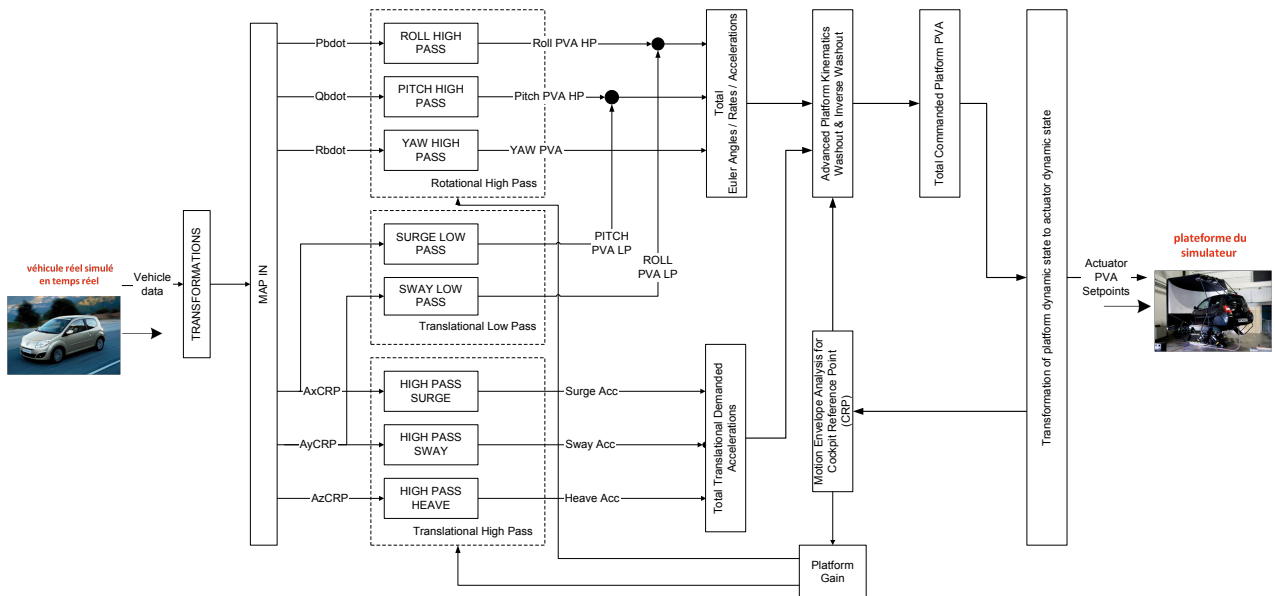 Pbdot
ROLL HIGH
PASS
Roll PVA HP
Qbdot
PITCH HIGH
PASS
Pitch PVA HP
Rbdot
YAW HIGH
PASS
YAW PVA
Rotational High Pass
SURGE LOW
PASS
PITCH
PVA LP
ROLL
PVA LP
SWAY LOW
PASS
Translational Low Pass
véhicule réel simulé
en temps réel
Vehicle
data
TRANSFORMATIONS
MAP IN
AxCRP
HIGH PASS
SURGE
Surge Acc
AyCRP
HIGH PASS
SWAY
Sway Acc
AzCRP
HIGH PASS
HEAVE
Heave Acc
Translational High Pass
Total
Euler Angles / Rates / Accelerations
Total Translational Demanded
Accelerations
Advanced Platform Kinematics
Washout & Inverse Washout
Total Commanded Platform PVA
Motion Envelope Analysis for
Cockpit Reference Point
(CRP)
Platform
Gain
Transformation of platform dynamic state to actuator dynamic state
Actuator
PVA
Setpoints
plateforme du
simulateur